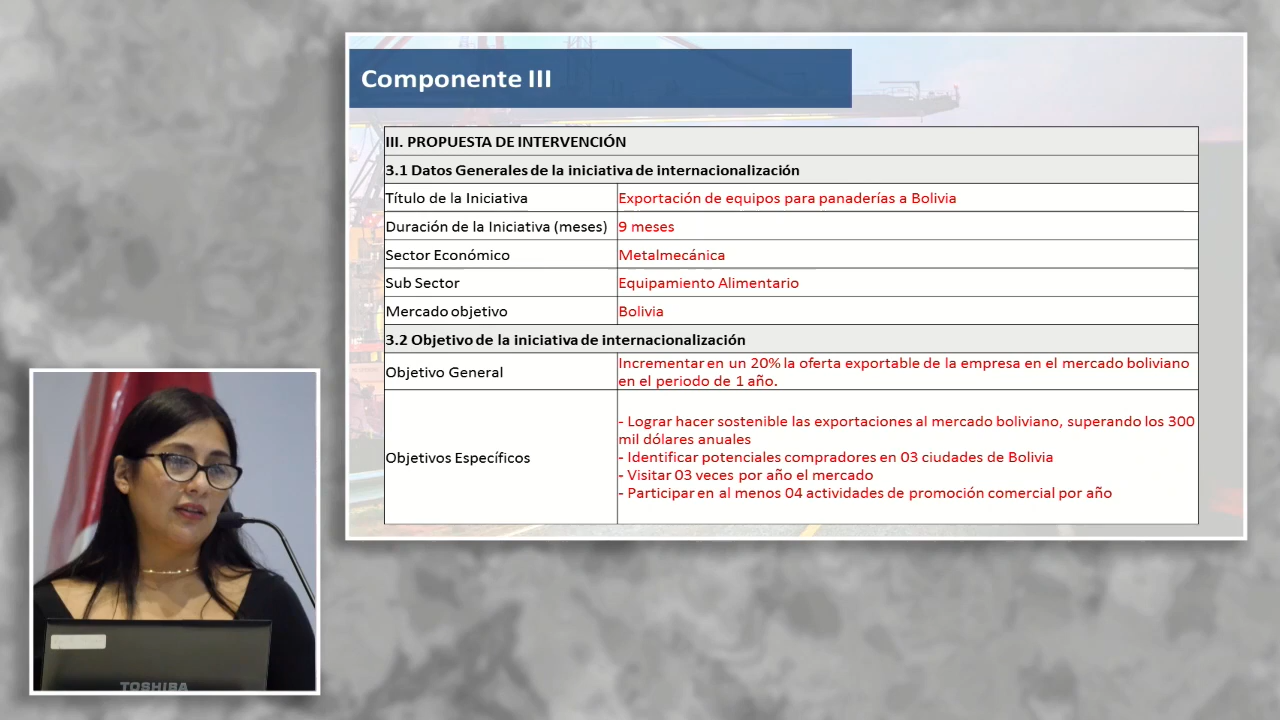 Componente III
III. PROPUESTA DE INTERVENCIÓN
3.1 Datos Generales de la iniciativa de internacionalización
Título de la Iniciativa
Exportación de equipos para panaderías a Bolivia
Duración de la Iniciativa (meses)
9 meses
Sector Económico
Metalmecánica
Sub Sector
Equipamiento Alimentario
Mercado objetivo
Bolivia
3.2 Objetivo de la iniciativa de internacionalización
Objetivo General
Incrementar en un 20% la oferta exportable de la empresa en el mercado boliviano
en el periodo de 1 año.
Objetivos Específicos
- Lograr hacer sostenible las exportaciones al mercado boliviano, superando los 300
mil dólares anuales
- Identificar potenciales compradores en 03 ciudades de Bolivia
- Visitar 03 veces por año el mercado
- Participar en al menos 04 actividades de promoción comercial por año
TOSHIBA